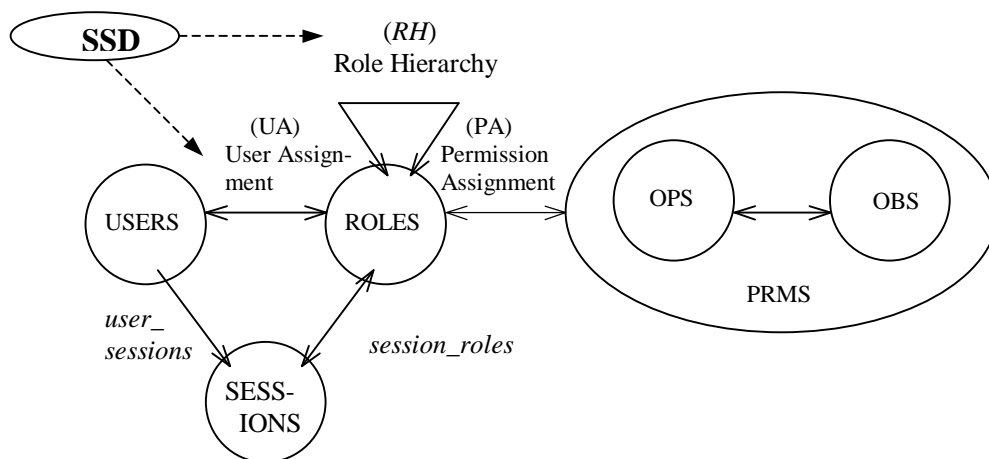 SSD
(RH)
Role Hierarchy
(UA)
User Assign-
ment
(PA)
Permission
Assignment
USERS
ROLES
OPS
OBS
PRMS
user_
sessions
session_roles
SESS-
IONS